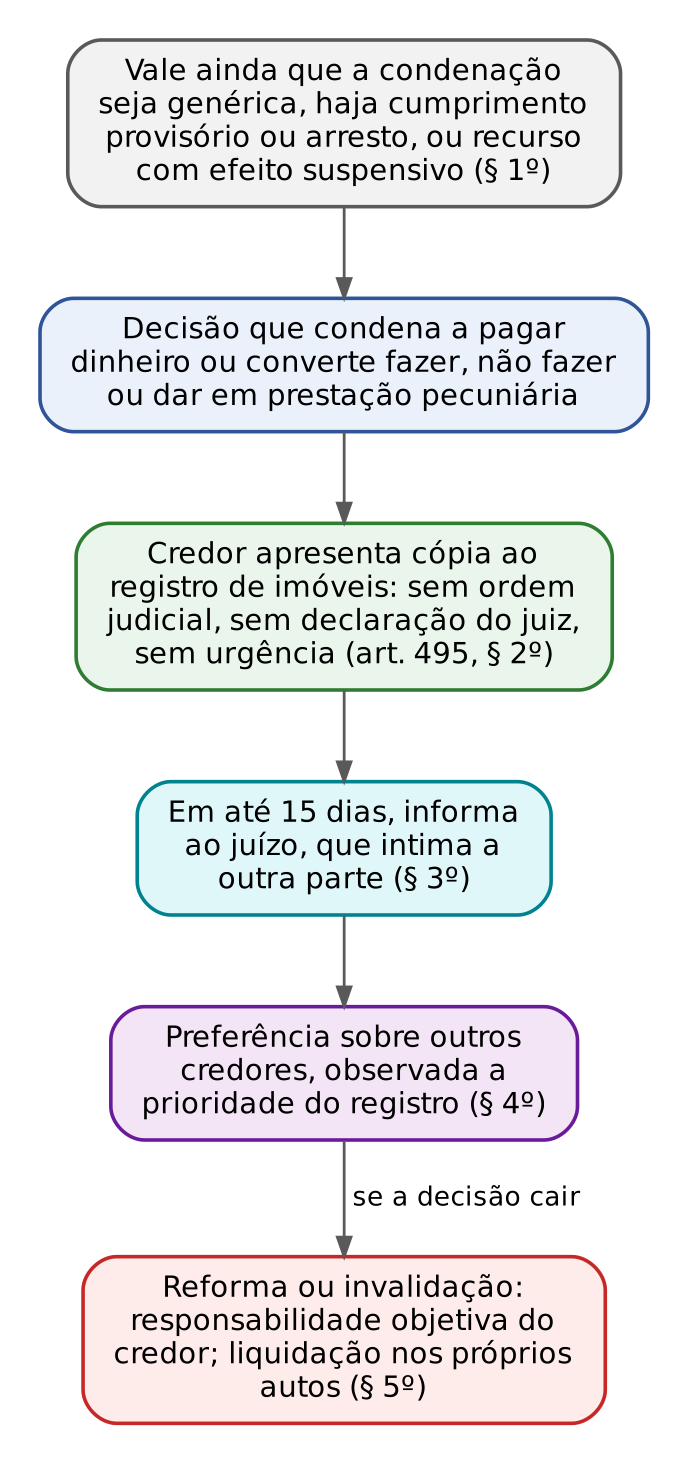 Vale ainda que a condenação
seja genérica, haja cumprimento
provisório ou arresto, ou recurso
com efeito suspensivo (§ 1º)
Decisão que condena a pagar
dinheiro ou converte fazer, não fazer
ou dar em prestação pecuniária
Credor apresenta cópia ao
registro de imóveis: sem ordem
judicial, sem declaração do juiz,
sem urgência (art. 495, § 2º)
Em até 15 dias, informa
ao juízo, que intima a
outra parte (§ 3º)
Preferência sobre outros
credores, observada a
prioridade do registro (§ 4º)
se a decisão cair
Reforma ou invalidação:
responsabilidade objetiva do
credor; liquidação nos próprios
autos (§ 5º)